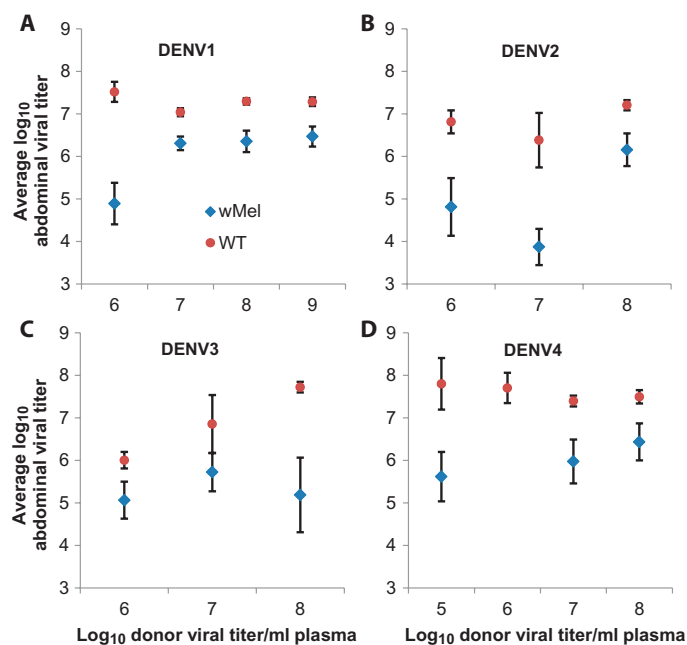 A
DENV1
Average log10
abdominal viral titer
9
8
7
6
5
4
3
6 7 8 9
wMel
WT
B
DENV2
9
8
7
6
5
4
3
6 7 8
C
DENV3
Average log10
abdominal viral titer
9
8
7
6
5
4
3
6 7 8
Log10 donor viral titer/ml plasma
D
DENV4
9
8
7
6
5
4
3
5 6 7 8
Log10 donor viral titer/ml plasma